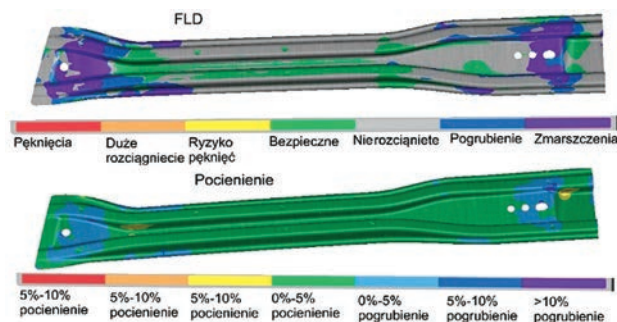 FLD
Pęknięcia Duże rozciągniecie Ryzyko pęknięć Bezpieczne Nierozciągniete Pogrubienie Zmarszczenia
Pocienienie
5%-10% pocienienie 5%-10% pocienienie 5%-10% pocienienie 0%-5% pocienienie 0%-5% pogrubienie 5%-10% pogrubienie >10% pogrubienie